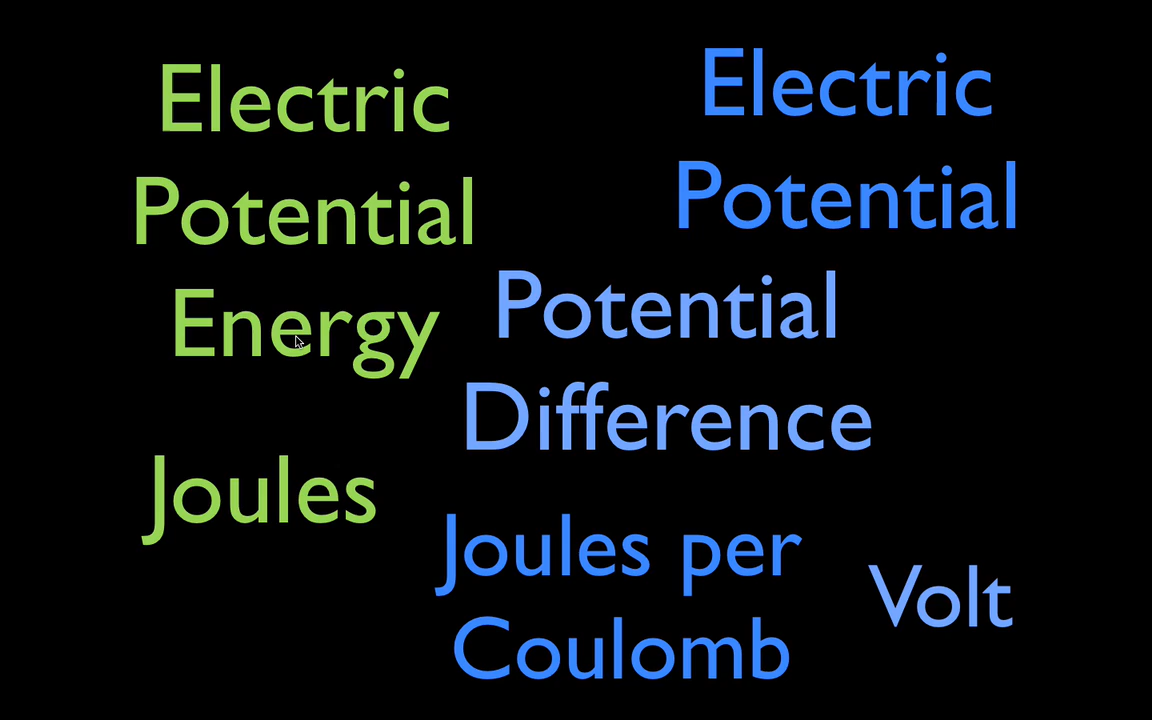 Electric
Potential
Energy
Joules
Electric
Potential
Potential
Difference
Joules per
Coulomb
Volt